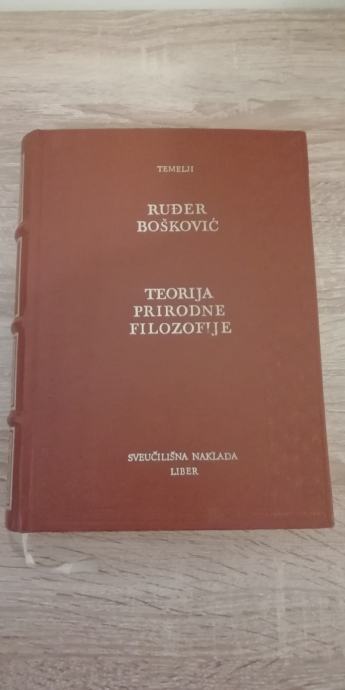 TEMELJI
RUĐER
BOŠKOVIĆ
TEORIJA
PRIRODNE
FILOZOFIJE
SVEUČILIŠNA NAKLADA
LIBER